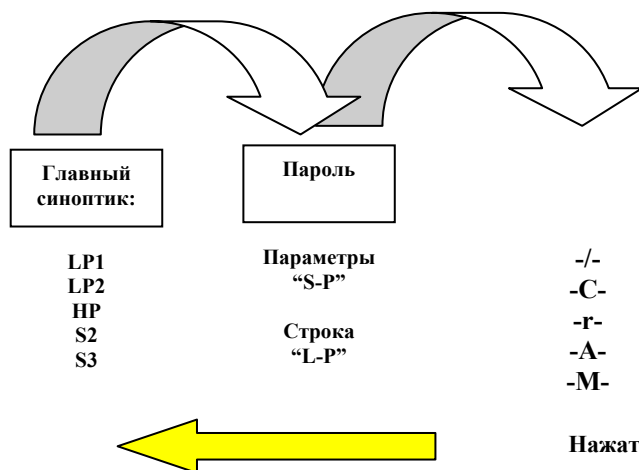 Главный
синоптик:
Пароль
LP1
LP2
HP
S2
S3
Параметры
“S-P”
Строка
“L-P”
-/-
-C-
-r-
-A-
-M-
Нажат